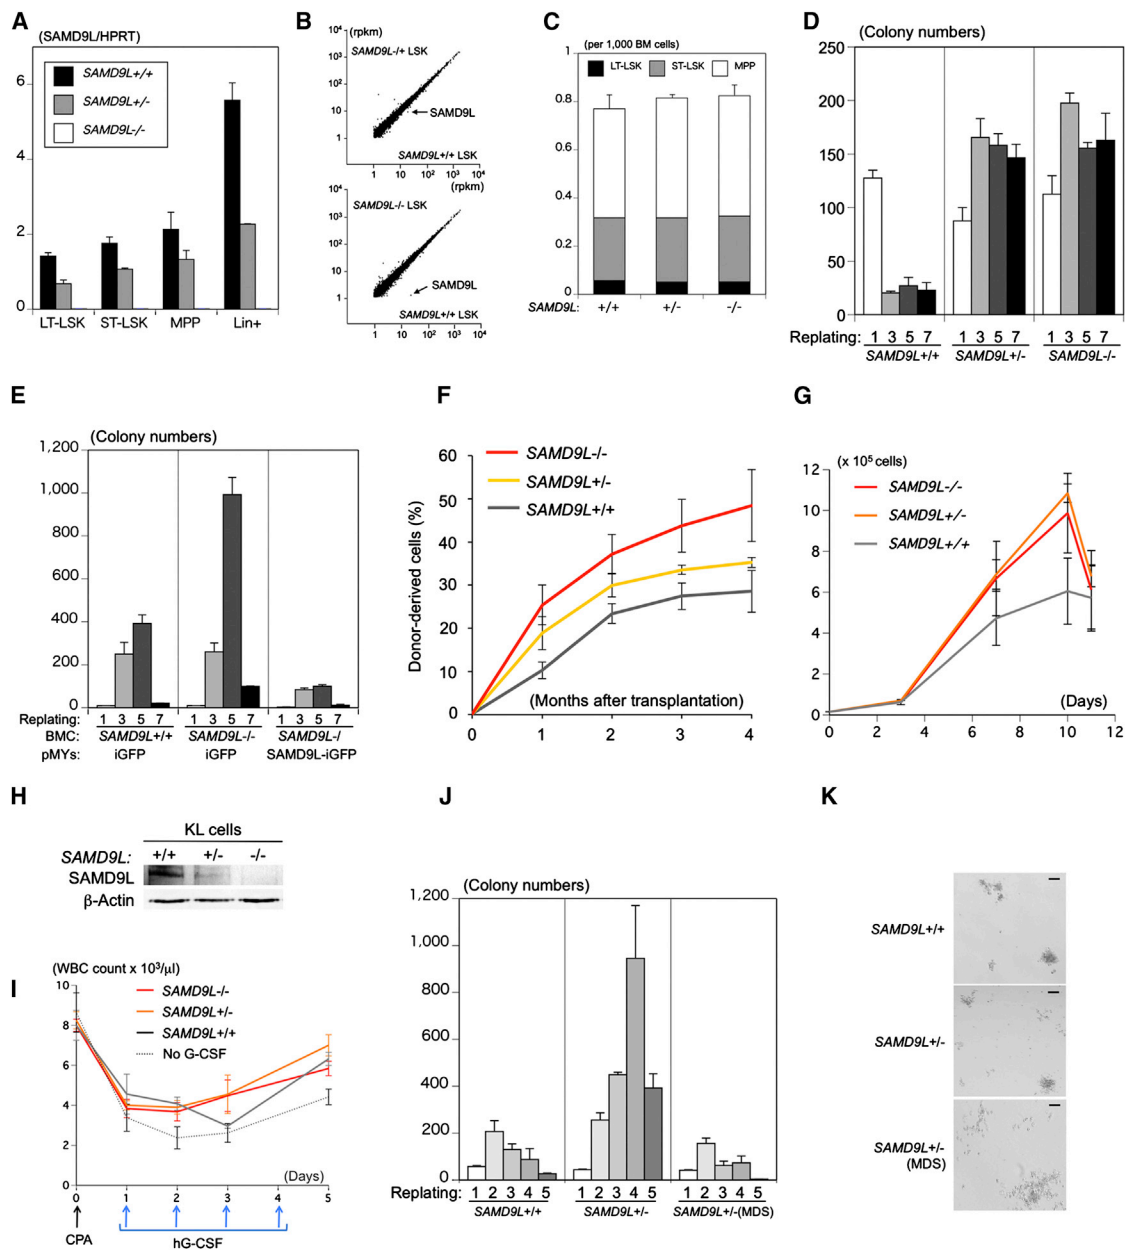 A
(SAMD9L/HPRT)
SAMD9L+/+
SAMD9L+/-
SAMD9L-/-
6
4
2
0
LT-LSK ST-LSK MPP Lin+
B
(rpkm)
10⁴
10³
10²
10
1
SAMD9L-/+ LSK
SAMD9L
SAMD9L+/+ LSK
1 10 10² 10³ 10⁴
(rpkm)
10⁴
10³
10²
10
1
SAMD9L-/- LSK
SAMD9L
SAMD9L+/+ LSK
1 10 10² 10³ 10⁴
C
(per 1,000 BM cells)
LT-LSK ST-LSK MPP
1
0.8
0.6
0.4
0.2
0
SAMD9L: +/+ +/- -/-
D
(Colony numbers)
250
200
150
100
50
0
Replating: 1 3 5 7 1 3 5 7 1 3 5 7
SAMD9L+/+ SAMD9L+/- SAMD9L-/-
E
(Colony numbers)
1,200
1,000
800
600
400
200
0
Replating: 1 3 5 7 1 3 5 7 1 3 5 7
BMC: SAMD9L+/+ SAMD9L-/- SAMD9L-/
pMYs: iGFP iGFP SAMD9L-iGFP
F
Donor-derived cells (%)
60
50
40
30
20
10
0
SAMD9L-/-
SAMD9L+/-
SAMD9L+/+
(Months after transplantation)
0 1 2 3 4
G
(x 10⁵ cells)
12
10
8
6
4
2
0
SAMD9L-/-
SAMD9L+/-
SAMD9L+/+
(Days)
0 2 4 6 8 10 12
H
KL cells
SAMD9L: +/+ +/- -/-
SAMD9L
β-Actin
I
(WBC count x 10³/μl)
10
8
6
4
2
0
SAMD9L-/-
SAMD9L+/-
SAMD9L+/+
No G-CSF
(Days)
0 1 2 3 4 5
CPA
hG-CSF
J
(Colony numbers)
1,200
1,000
800
600
400
200
0
Replating: 1 2 3 4 5 1 2 3 4 5 1 2 3 4 5
SAMD9L+/+ SAMD9L+/- SAMD9L+/-(MDS)
K
SAMD9L+/+
SAMD9L+/-
SAMD9L+/-
(MDS)